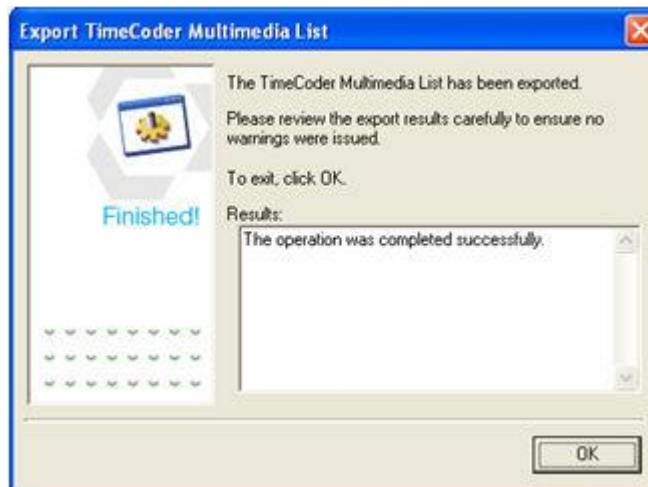 Export TimeCoder Multimedia List
The TimeCoder Multimedia List has been exported.
Please review the export results carefully to ensure no
warnings were issued.
To exit, click OK.
Finished!
Results:
The operation was completed successfully.
OK